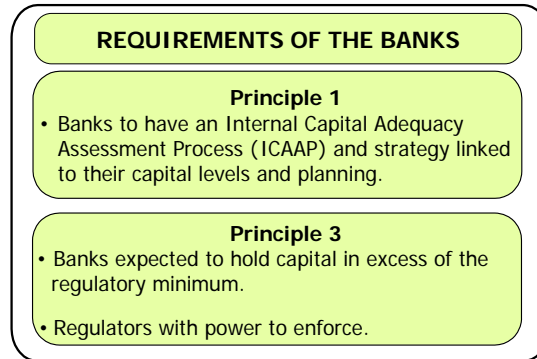 REQUIREMENTS OF THE BANKS
Principle 1
• Banks to have an Internal Capital Adequacy
Assessment Process (ICAAP) and strategy linked
to their capital levels and planning.
Principle 3
• Banks expected to hold capital in excess of the
regulatory minimum.
• Regulators with power to enforce.